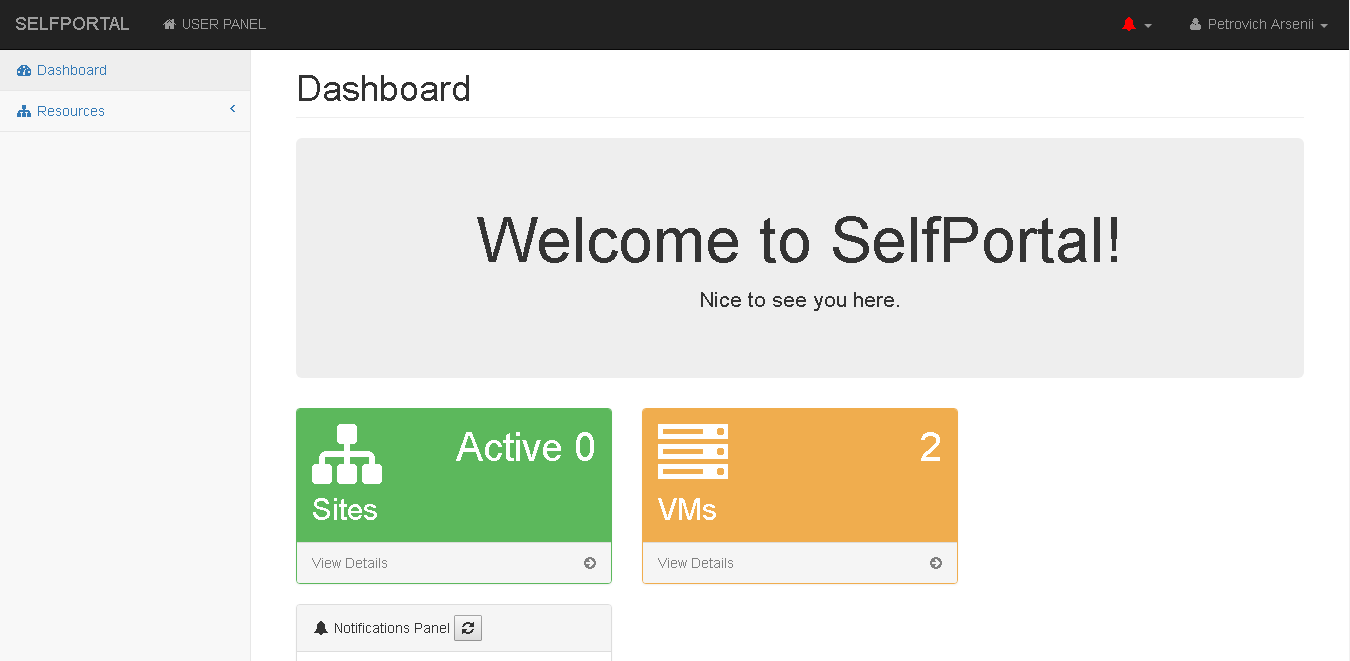 SELFPORTAL USER PANEL Petrovich Arsenii
Dashboard
Resources
Dashboard
Welcome to SelfPortal!
Nice to see you here.
Active 0
Sites
View Details
2
VMs
View Details
Notifications Panel